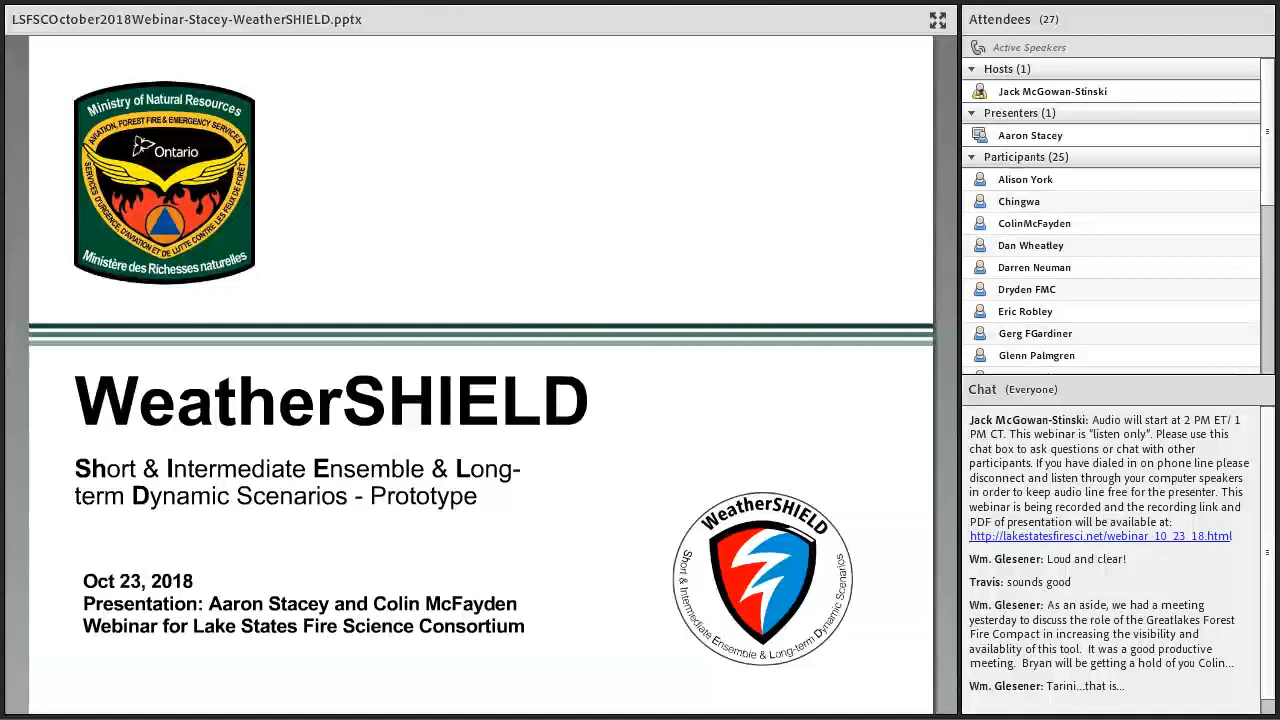 LSFSCOctober2018Webinar-Stacey-WeatherSHIELD.pptx
Ministry of Natural Resources
AVIATION, FOREST FIRE & EMERGENCY SERVICES
Ontario
SERVICES D'URGENCE, D'AVIATION ET DE LUTTE CONTRE LES FEUX DE FORÊT
Ministère des Richesses naturelles
WeatherSHIELD
Short & Intermediate Ensemble & Long-
term Dynamic Scenarios - Prototype
Oct 23, 2018
Presentation: Aaron Stacey and Colin McFayden
Webinar for Lake States Fire Science Consortium
WeatherSHIELD
Short & Intermediate Ensemble & Long-term Dynamic Scenarios
Attendees (27)
Active Speakers
Hosts (1)
Jack McGowan-Stinski
Presenters (1)
Aaron Stacey
Participants (25)
Alison York
Chingwa
ColinMcFayden
Dan Wheatley
Darren Neuman
Dryden FMC
Eric Robley
Gerg FGardiner
Glenn Palmgren
Chat (Everyone)
Jack McGowan-Stinski: Audio will start at 2 PM ET/ 1
PM CT. This webinar is "listen only". Please use this
chat box to ask questions or chat with other
participants. If you have dialed in on phone line please
disconnect and listen through your computer speakers
in order to keep audio line free for the presenter. This
webinar is being recorded and the recording link and
PDF of presentation will be available at:
http://lakestatesfiresci.net/webinar_10_23_18.html
Wm. Glesener: Loud and clear!
Travis: sounds good
Wm. Glesener: As an aside, we had a meeting
yesterday to discuss the role of the Greatlakes Forest
Fire Compact in increasing the visibility and
availablity of this tool. It was a good productive
meeting. Bryan will be getting a hold of you Colin...
Wm. Glesener: Tarini...that is...